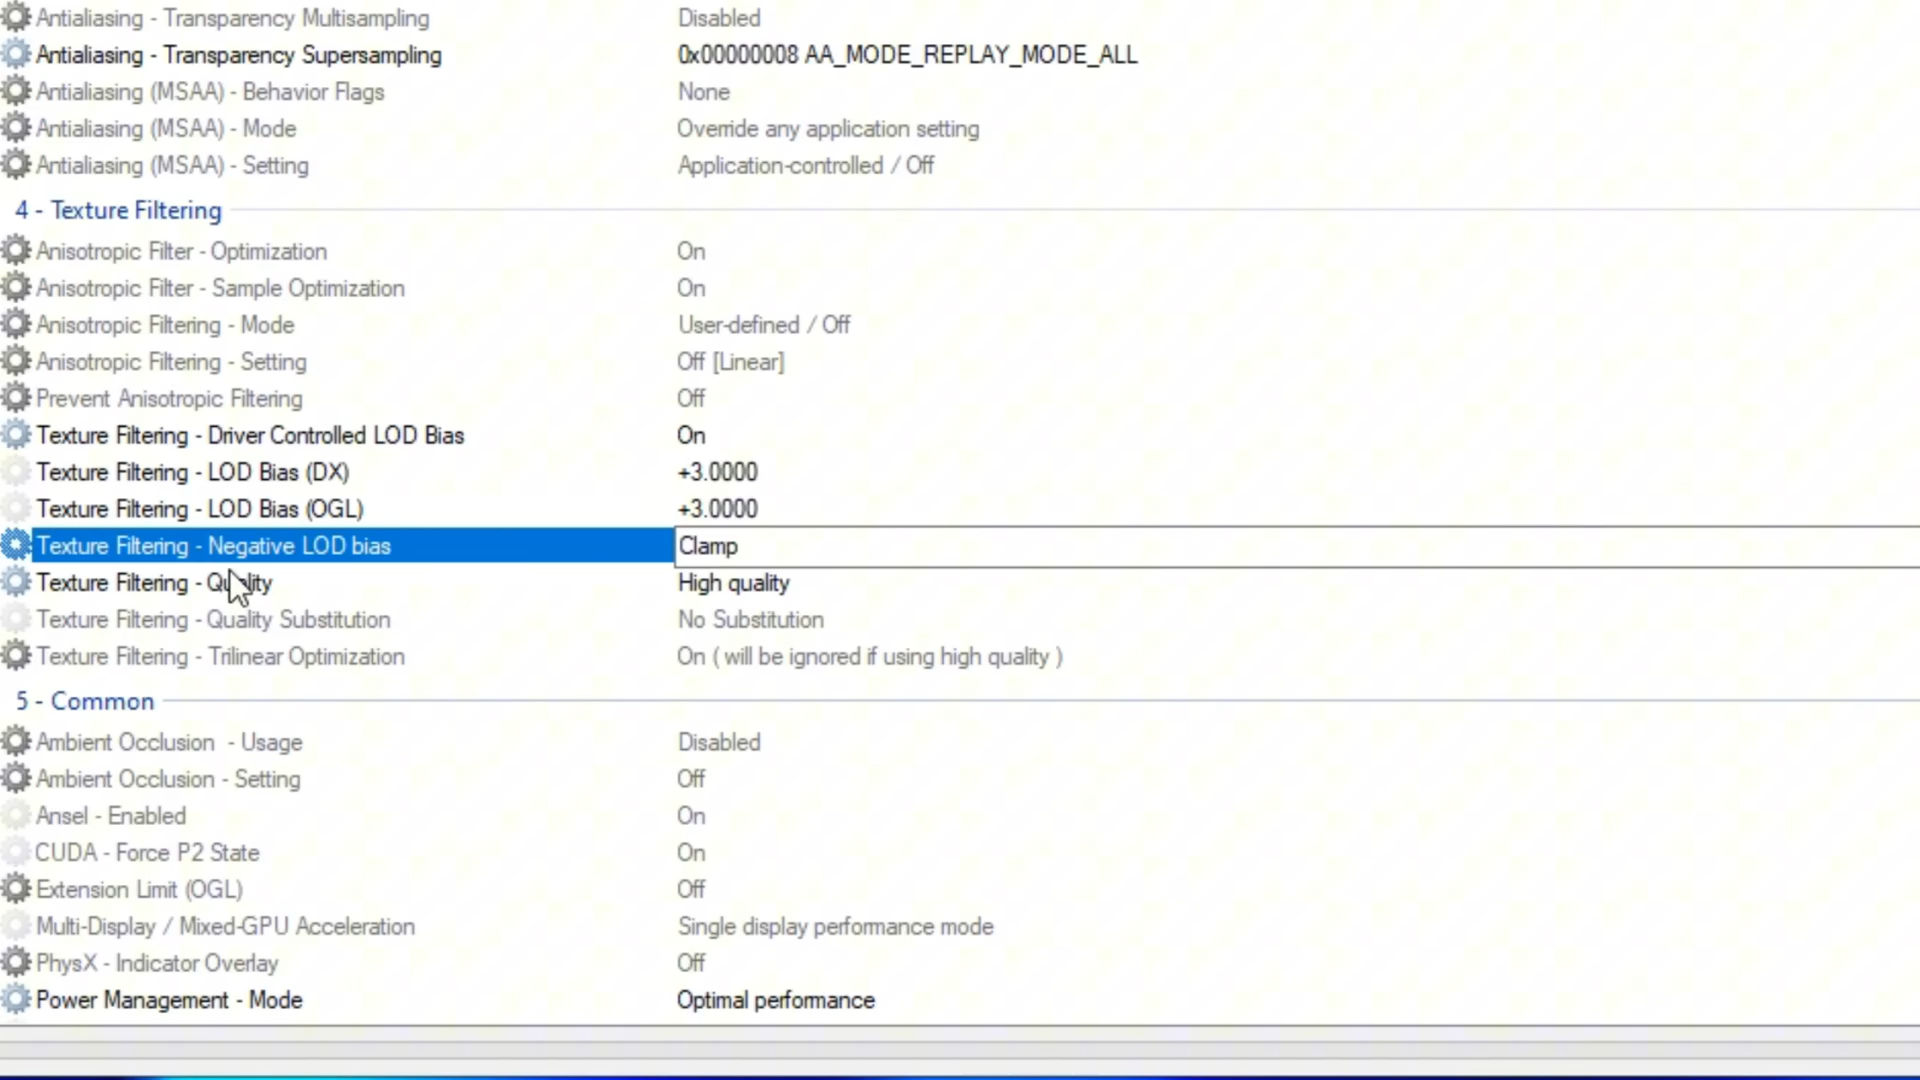 Antialiasing - Transparency Multisampling Disabled
Antialiasing - Transparency Supersampling 0x00000008 AA_MODE_REPLAY_MODE_ALL
Antialiasing (MSAA) - Behavior Flags None
Antialiasing (MSAA) - Mode Override any application setting
Antialiasing (MSAA) - Setting Application-controlled / Off
4 - Texture Filtering
Anisotropic Filter - Optimization On
Anisotropic Filter - Sample Optimization On
Anisotropic Filtering - Mode User-defined / Off
Anisotropic Filtering - Setting Off [Linear]
Prevent Anisotropic Filtering Off
Texture Filtering - Driver Controlled LOD Bias On
Texture Filtering - LOD Bias (DX) +3.0000
Texture Filtering - LOD Bias (OGL) +3.0000
Texture Filtering - Negative LOD bias Clamp
Texture Filtering - Quality High quality
Texture Filtering - Quality Substitution No Substitution
Texture Filtering - Trilinear Optimization On ( will be ignored if using high quality )
5 - Common
Ambient Occlusion - Usage Disabled
Ambient Occlusion - Setting Off
Ansel - Enabled On
CUDA - Force P2 State On
Extension Limit (OGL) Off
Multi-Display / Mixed-GPU Acceleration Single display performance mode
PhysX - Indicator Overlay Off
Power Management - Mode Optimal performance